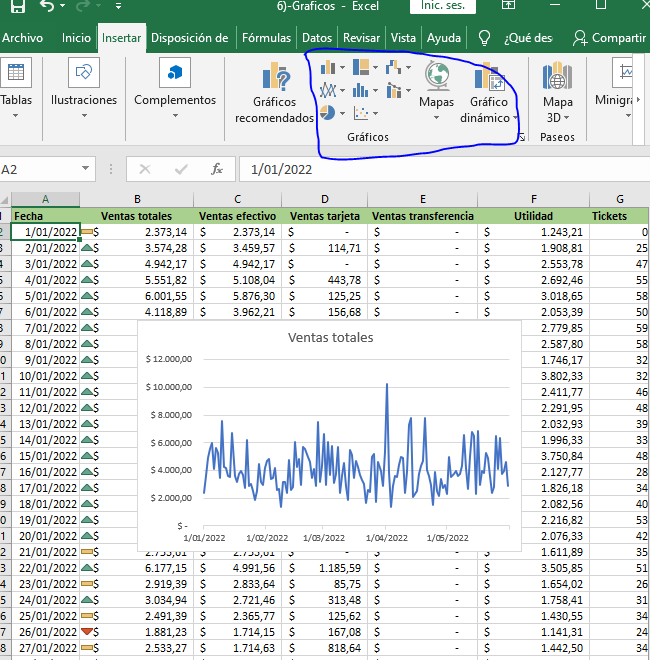 6)-Graficos - Excel
Inic. ses.
Archivo Inicio Insertar Disposición de Fórmulas Datos Revisar Vista Ayuda ¿Qué des Compartir
Tablas Ilustraciones Complementos Gráficos recomendados Mapas Gráfico dinámico Mapa 3D Minigra
Gráficos Paseos
A2 fx 1/01/2022
A B C D E F G
Fecha Ventas totales Ventas efectivo Ventas tarjeta Ventas transferencia Utilidad Tickets
1/01/2022 $ 2.373,14 $ 2.373,14 $ - $ - $ 1.243,21 0
2/01/2022 $ 3.574,28 $ 3.459,57 $ 114,71 $ - $ 1.908,81 25
3/01/2022 $ 4.942,17 $ 4.942,17 $ - $ - $ 2.553,78 47
4/01/2022 $ 5.551,82 $ 5.108,04 $ 443,78 $ - $ 2.692,46 55
5/01/2022 $ 6.001,55 $ 5.876,30 $ 125,25 $ - $ 3.018,65 58
6/01/2022 $ 4.118,89 $ 3.962,21 $ 156,68 $ - $ 2.053,39 50
7/01/2022 $ 2.779,85 59
8/01/2022 $ 2.587,80 58
9/01/2022 $ 1.746,17 32
10/01/2022 $ 3.802,33 32
11/01/2022 $ 2.411,77 46
12/01/2022 $ 2.291,95 48
13/01/2022 $ 2.032,93 39
14/01/2022 $ 1.996,33 33
15/01/2022 $ 3.750,84 48
16/01/2022 $ 2.127,77 28
17/01/2022 $ 1.826,18 34
18/01/2022 $ 2.082,56 40
19/01/2022 $ 2.216,82 53
20/01/2022 $ 2.076,33 42
Ventas totales
$ 12.000,00
$ 10.000,00
$ 8.000,00
$ 6.000,00
$ 4.000,00
$ 2.000,00
$ -
1/01/2022 1/02/2022 1/03/2022 1/04/2022 1/05/2022
21/01/2022 $ 1.611,89 35
22/01/2022 $ 6.177,15 $ 4.991,56 $ 1.185,59 $ - $ 3.505,85 51
23/01/2022 $ 2.919,39 $ 2.833,64 $ 85,75 $ - $ 1.654,02 26
24/01/2022 $ 3.034,94 $ 2.721,46 $ 313,48 $ - $ 1.758,41 31
25/01/2022 $ 2.491,39 $ 2.365,77 $ 125,62 $ - $ 1.430,55 34
26/01/2022 $ 1.881,23 $ 1.714,15 $ 167,08 $ - $ 1.141,31 24
27/01/2022 $ 2.533,27 $ 1.714,63 $ 818,64 $ - $ 1.442,50 34